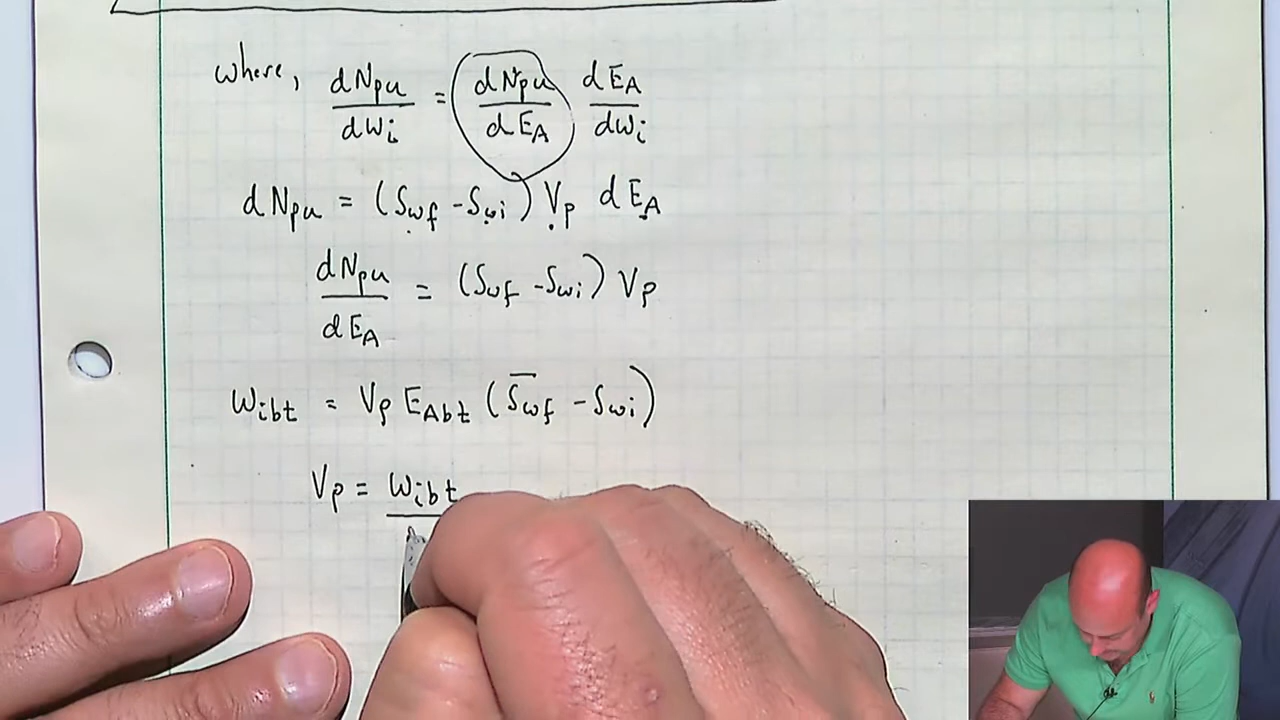 where, dNpu/dWi = dNpu/dEA dEA/dWi
dNpu = (Swf - Swi) Vp dEA
dNpu/dEA = (Swf - Swi) Vp
Wibt = Vp EAbt (S̅wf - Swi)
Vp = Wibt